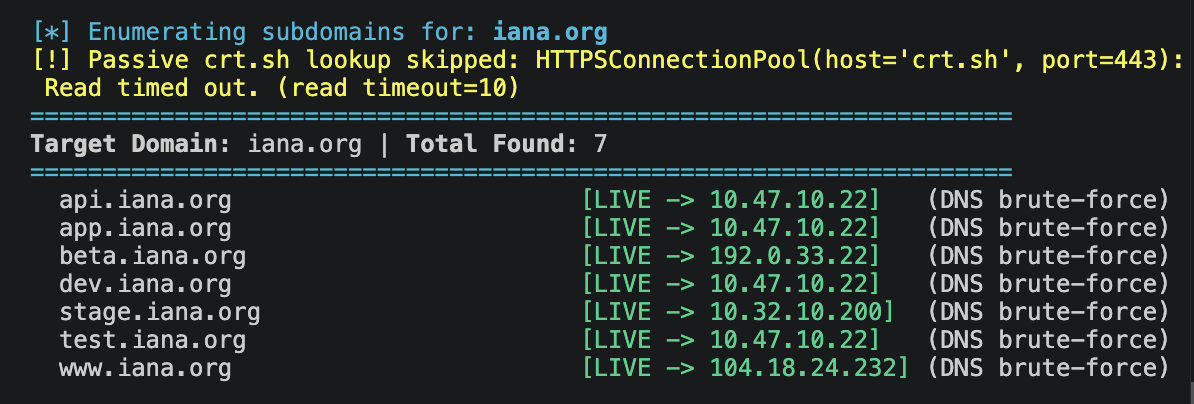 [*] Enumerating subdomains for: iana.org
[!] Passive crt.sh lookup skipped: HTTPSConnectionPool(host='crt.sh', port=443):
Read timed out. (read timeout=10)
====================================================================
Target Domain: iana.org | Total Found: 7
====================================================================
api.iana.org [LIVE -> 10.47.10.22] (DNS brute-force)
app.iana.org [LIVE -> 10.47.10.22] (DNS brute-force)
beta.iana.org [LIVE -> 192.0.33.22] (DNS brute-force)
dev.iana.org [LIVE -> 10.47.10.22] (DNS brute-force)
stage.iana.org [LIVE -> 10.32.10.200] (DNS brute-force)
test.iana.org [LIVE -> 10.47.10.22] (DNS brute-force)
www.iana.org [LIVE -> 104.18.24.232] (DNS brute-force)